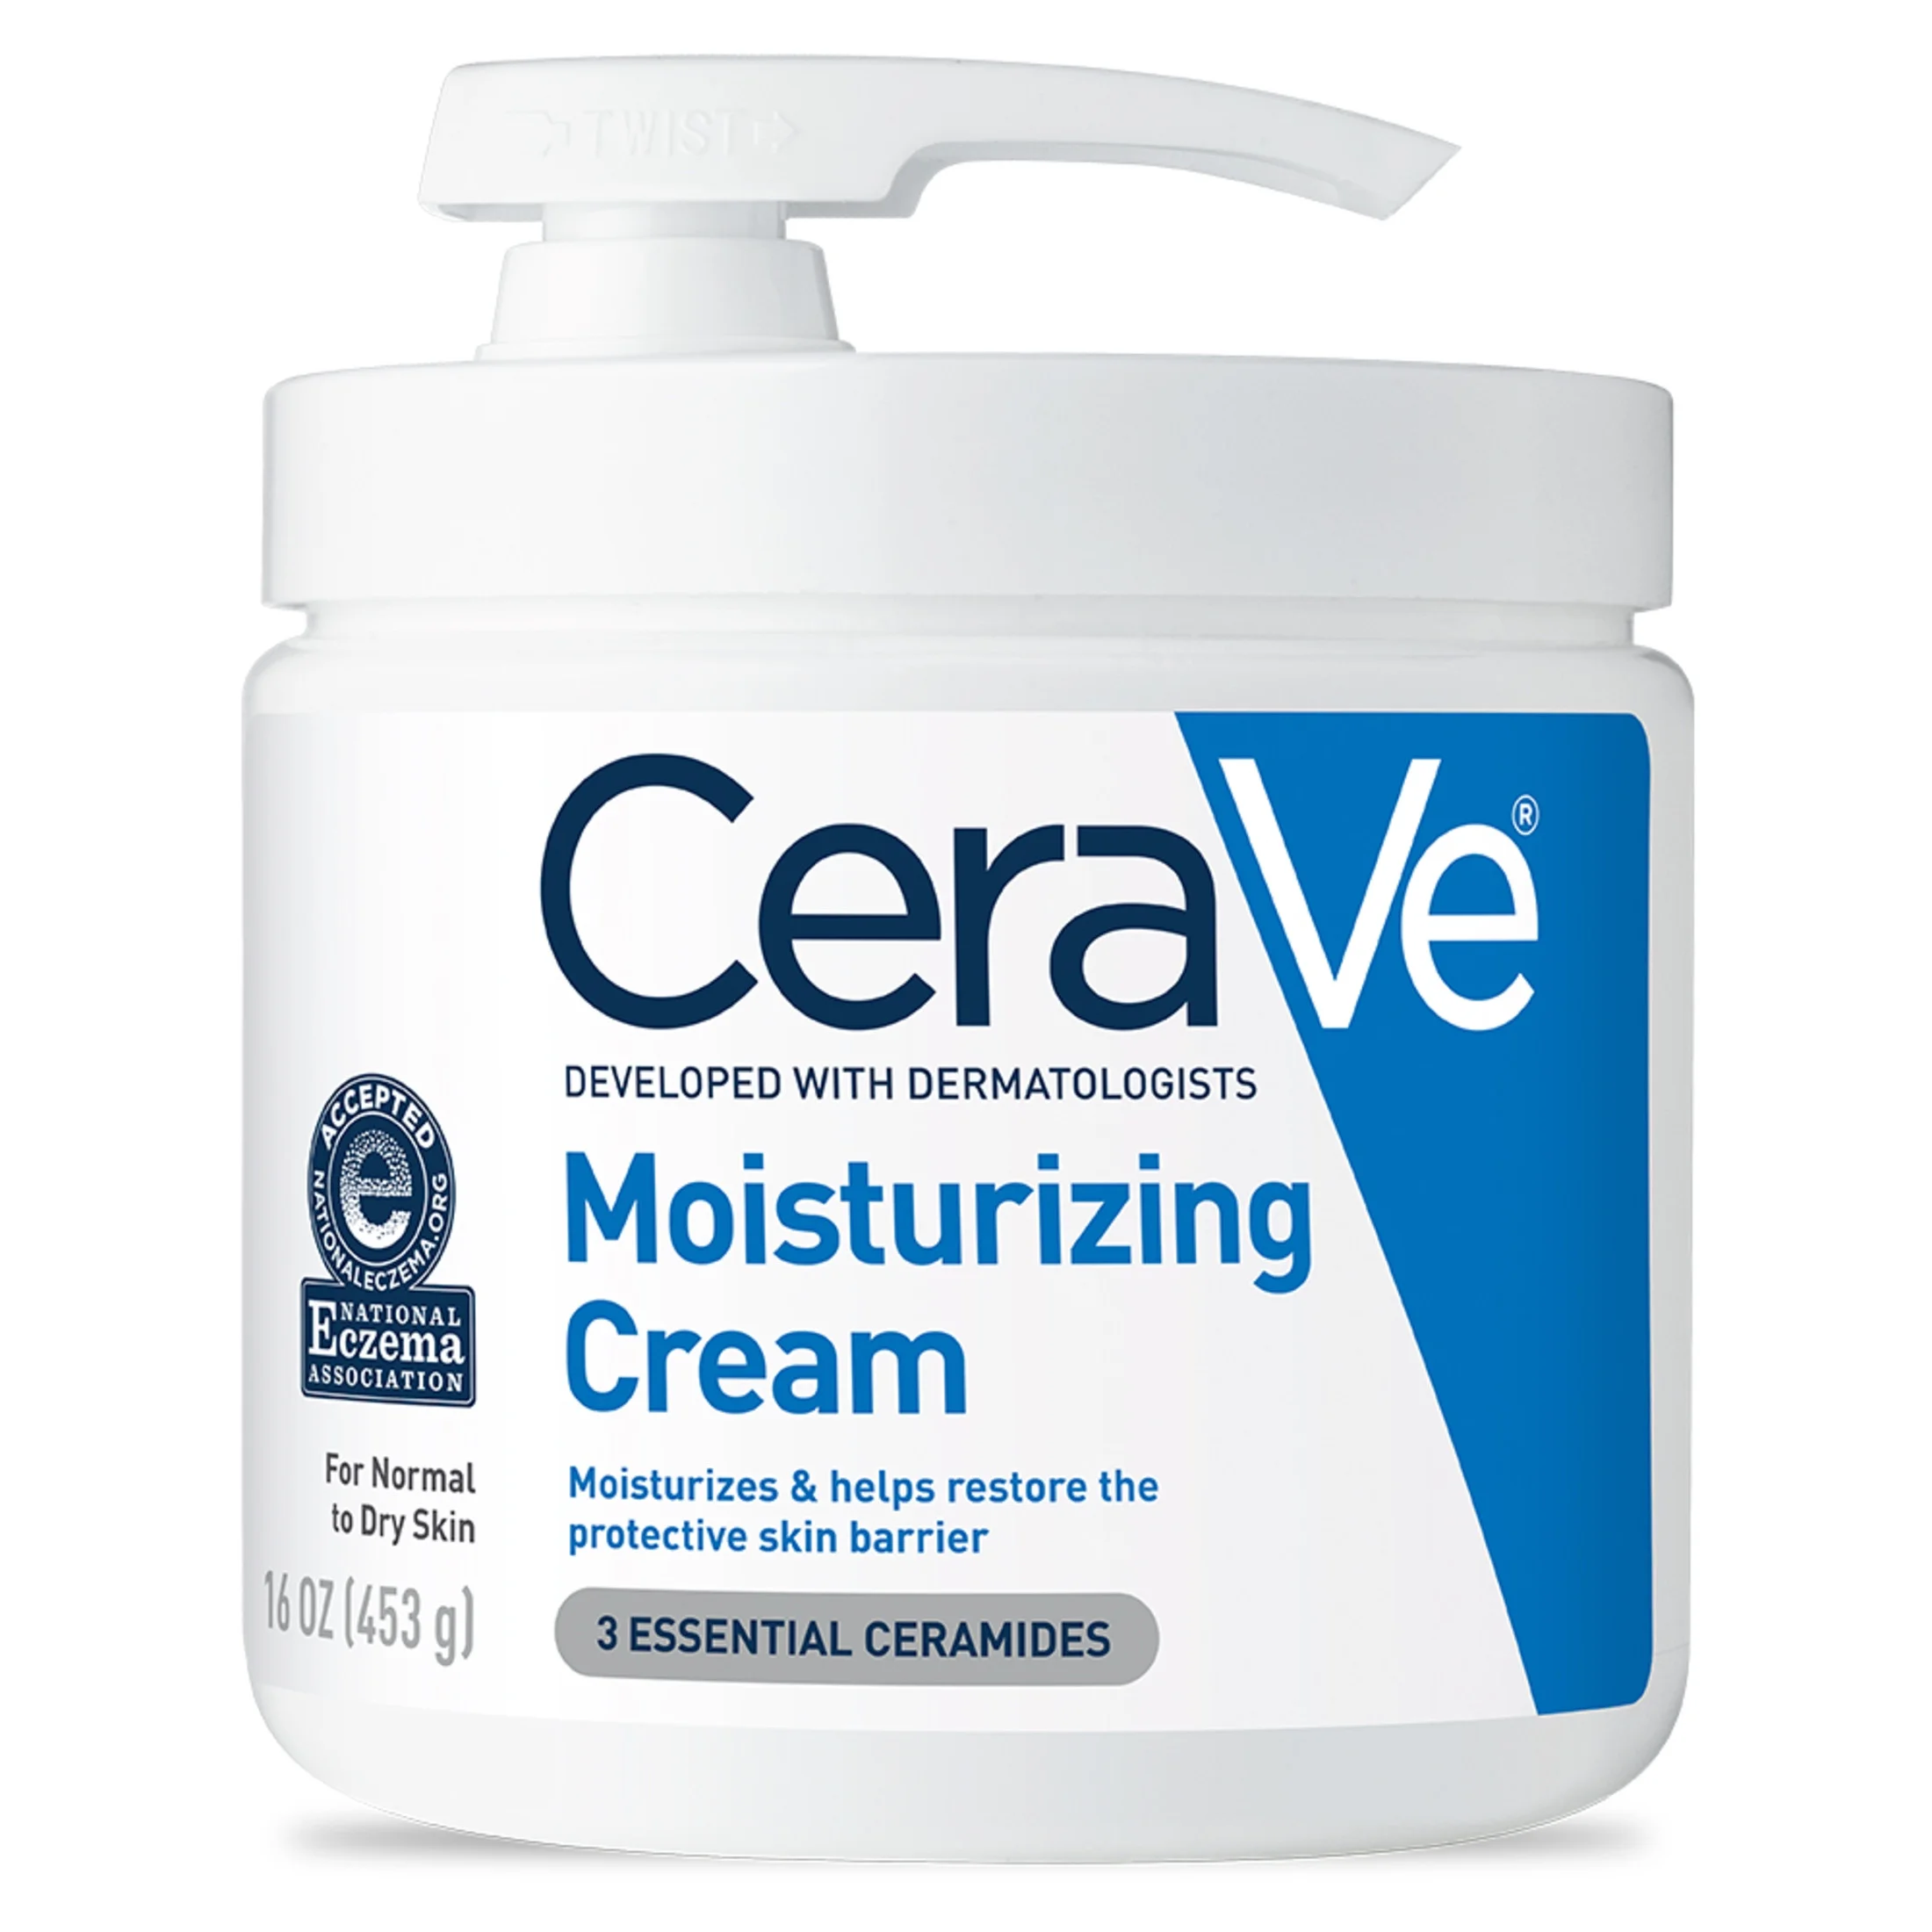 TWIST
CeraVe®
DEVELOPED WITH DERMATOLOGISTS
Moisturizing
Cream
Moisturizes & helps restore the
protective skin barrier
3 ESSENTIAL CERAMIDES
ACCEPTED
NATIONALECZEMA.ORG
e
NATIONAL
Eczema
ASSOCIATION
For Normal
to Dry Skin
16 OZ (453 g)